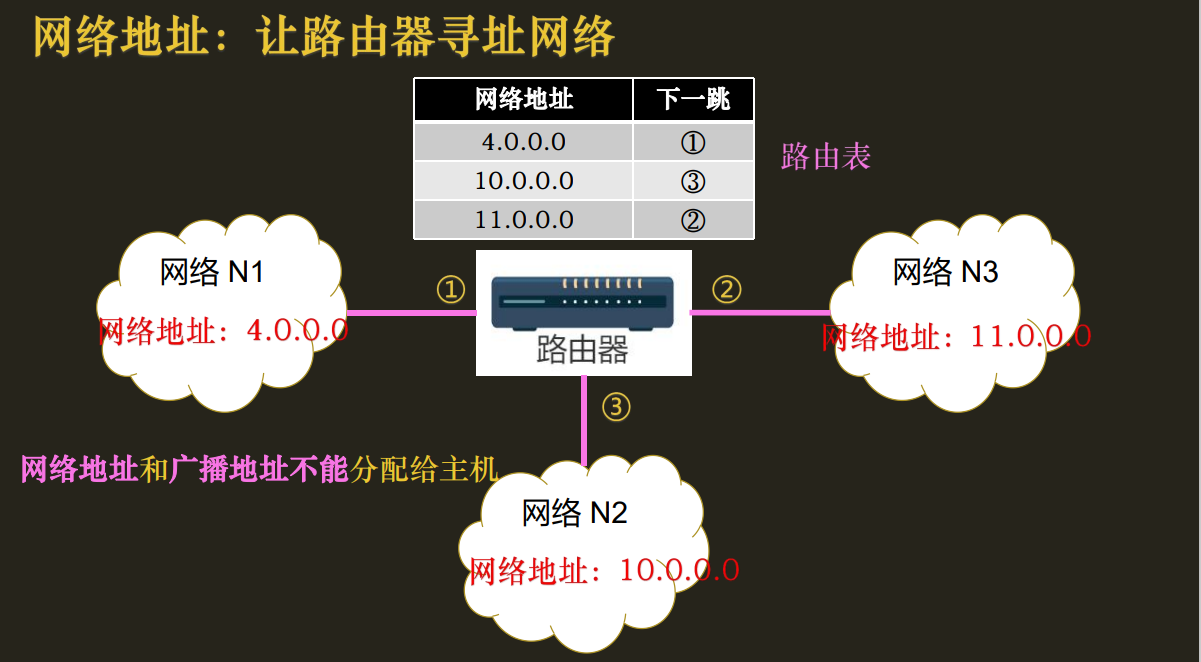 网络地址：让路由器寻址网络
网络地址 下一跳
4.0.0.0 ①
10.0.0.0 ③
11.0.0.0 ②
路由表
网络 N1
网络地址：4.0.0.0
①
路由器
②
网络 N3
网络地址：11.0.0.0
③
网络地址和广播地址不能分配给主机
网络 N2
网络地址：10.0.0.0